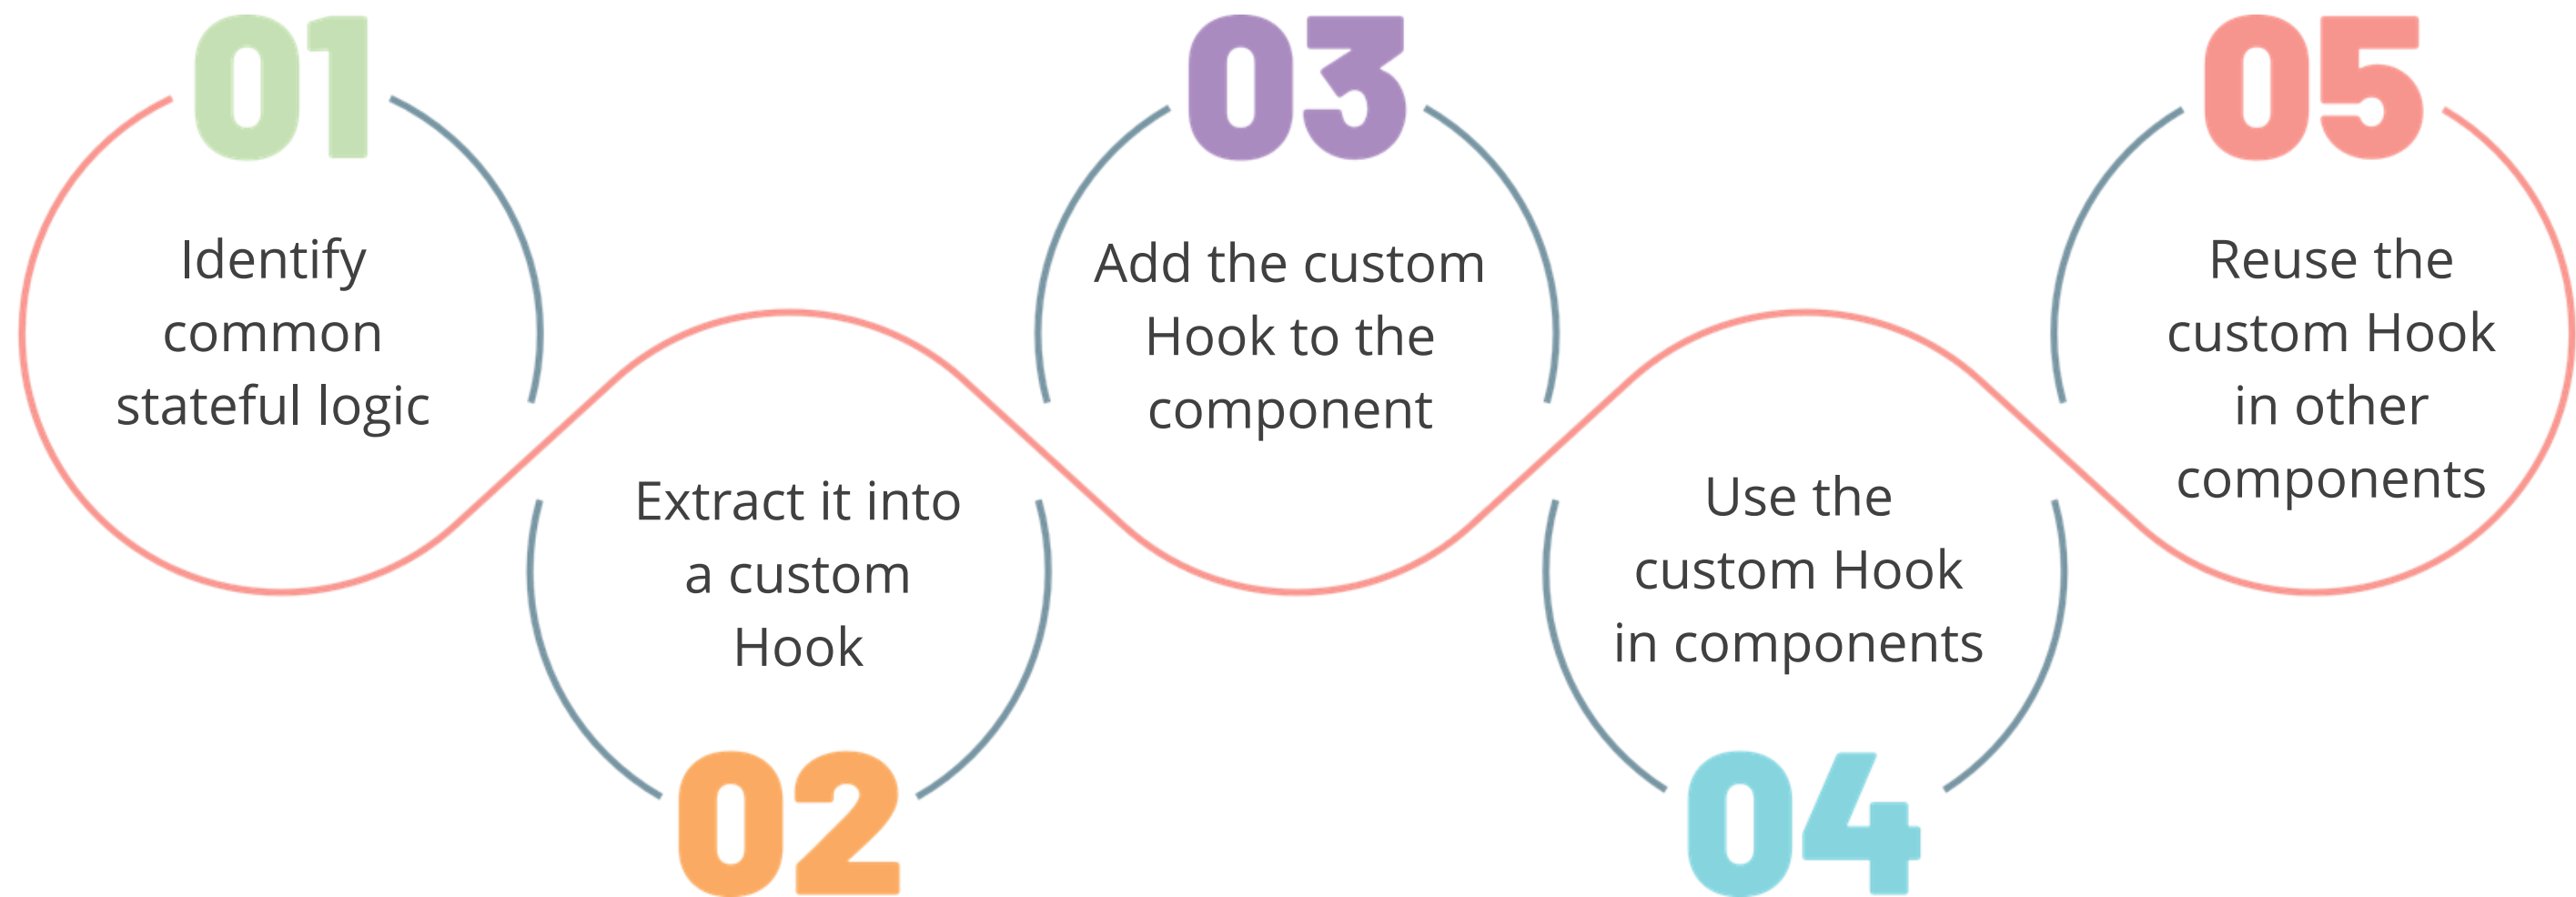 01
Identify
common
stateful logic
Extract it into
a custom
Hook
02
03
Add the custom
Hook to the
component
Use the
custom Hook
in components
04
05
Reuse the
custom Hook
in other
components